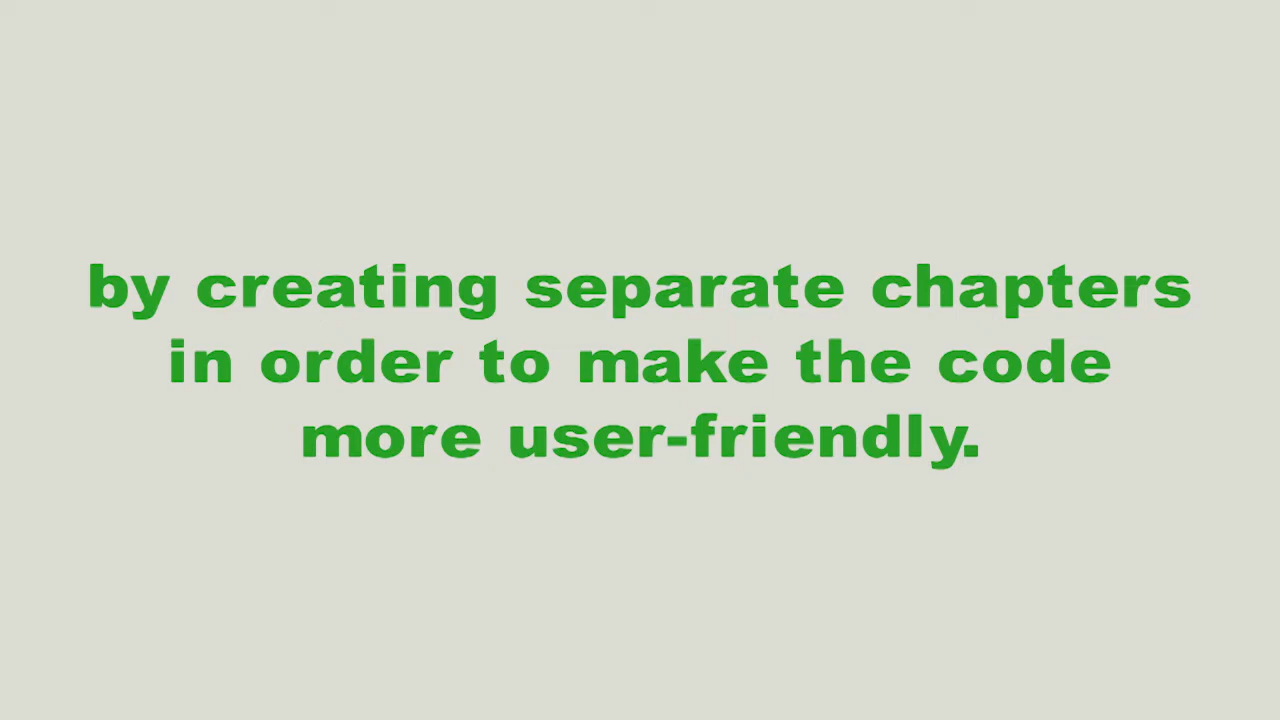 by creating separate chapters
in order to make the code
more user-friendly.